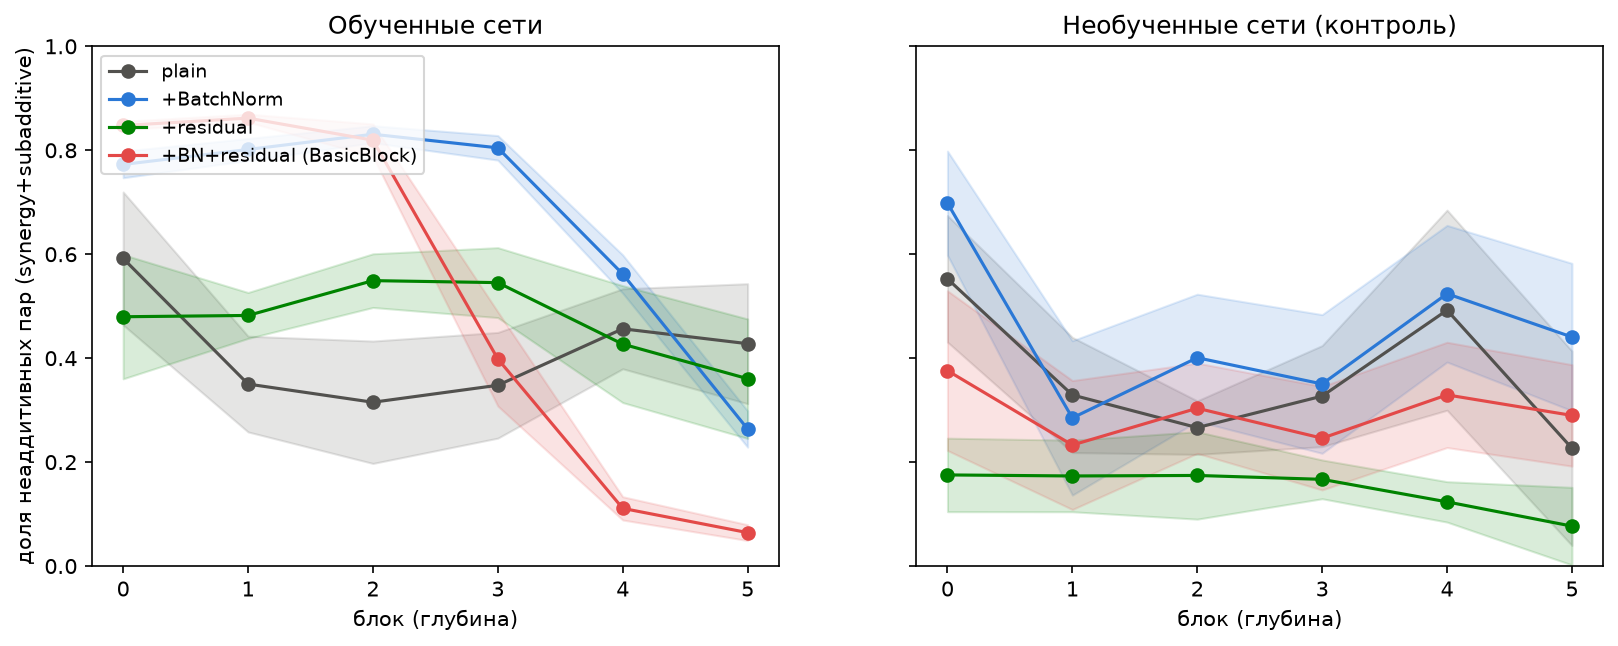 Обученные сети
Необученные сети (контроль)
доля неаддитивных пар (synergy+subadditive)
1.0
0.8
0.6
0.4
0.2
0.0
plain
+BatchNorm
+residual
+BN+residual (BasicBlock)
0 1 2 3 4 5
0 1 2 3 4 5
блок (глубина)
блок (глубина)